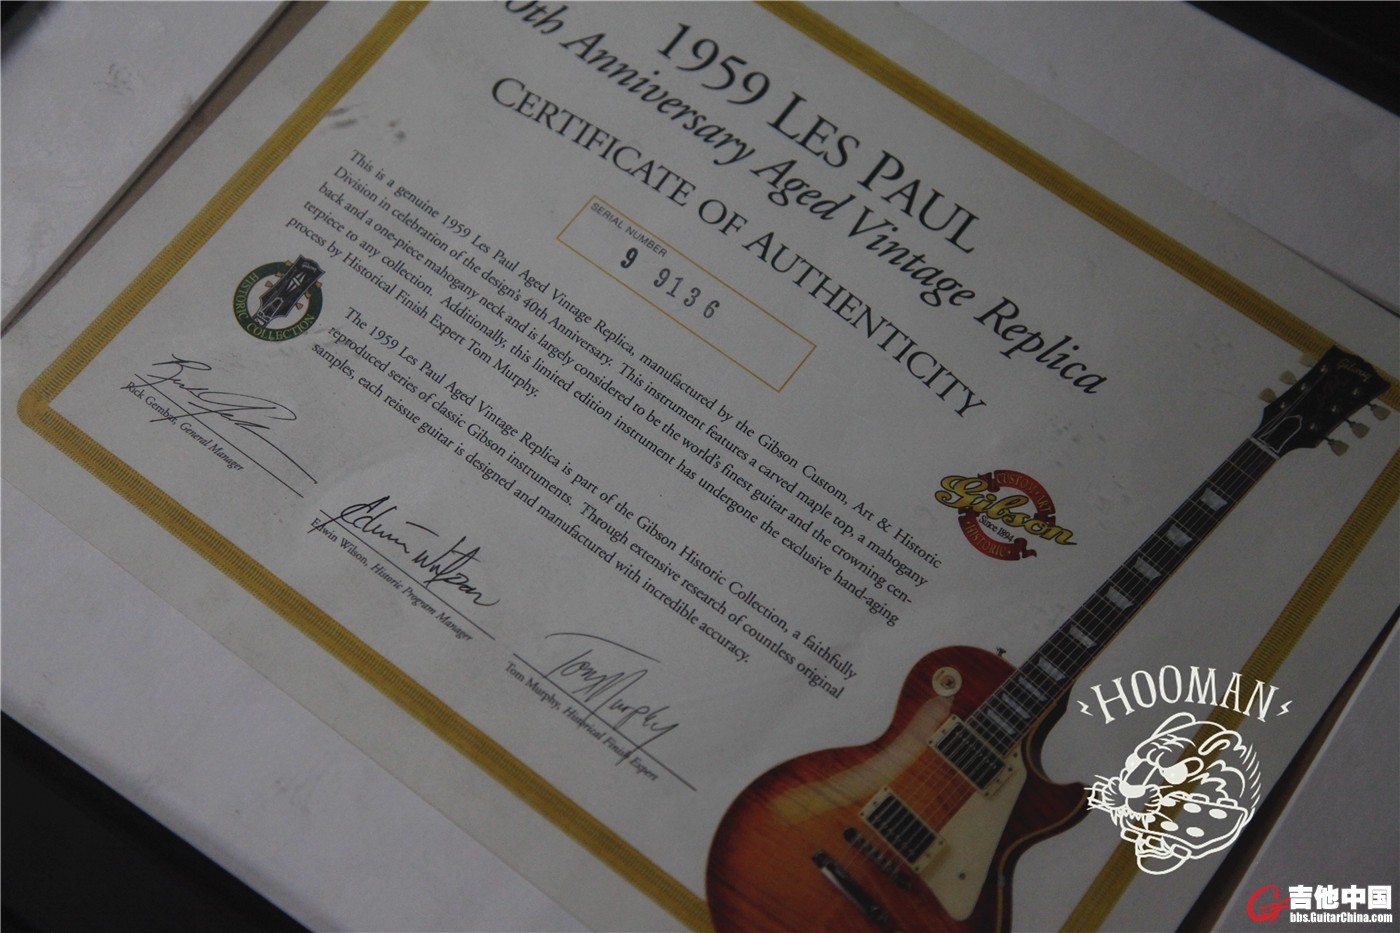 1959 LES PAUL
0th Anniversary Aged Vintage Replica
CERTIFICATE OF AUTHENTICITY
SERIAL NUMBER
9 9136
This is a genuine 1959 Les Paul Aged Vintage Replica, manufactured by the Gibson Custom, Art & Historic
Division in celebration of the design's 40th Anniversary. This instrument features a carved maple top, a mahogany
back and a one-piece mahogany neck and is largely considered to be the world's finest guitar and the crowning cen-
terpiece to any collection. Additionally, this limited edition instrument has undergone the exclusive hand-aging
process by Historical Finish Expert Tom Murphy.
The 1959 Les Paul Aged Vintage Replica is part of the Gibson Historic Collection, a faithfully
reproduced series of classic Gibson instruments. Through extensive research of countless original
samples, each reissue guitar is designed and manufactured with incredible accuracy.
HISTORIC COLLECTION
Rick Gembar, General Manager
Edwin Wilson
Edwin Wilson, Historic Program Manager
Tom Murphy
Tom Murphy, Historical Finish Expert
CUSTOM ART
Gibson
Since 1894
HISTORIC
Gibson
HOOMAN
吉他中国
bbs.GuitarChina.com